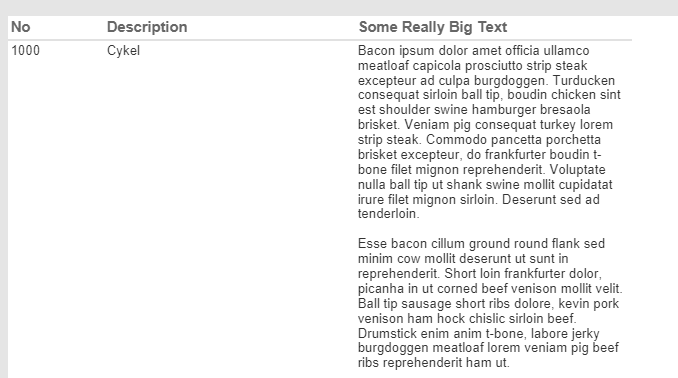 No Description Some Really Big Text
1000 Cykel Bacon ipsum dolor amet officia ullamco
meatloaf capicola prosciutto strip steak
excepteur ad culpa burgdoggen. Turducken
consequat sirloin ball tip, boudin chicken sint
est shoulder swine hamburger bresaola
brisket. Veniam pig consequat turkey lorem
strip steak. Commodo pancetta porchetta
brisket excepteur, do frankfurter boudin t-
bone filet mignon reprehenderit. Voluptate
nulla ball tip ut shank swine mollit cupidatat
irure filet mignon sirloin. Deserunt sed ad
tenderloin.
Esse bacon cillum ground round flank sed
minim cow mollit deserunt ut sunt in
reprehenderit. Short loin frankfurter dolor,
picanha in ut corned beef venison mollit velit.
Ball tip sausage short ribs dolore, kevin pork
venison ham hock chislic sirloin beef.
Drumstick enim anim t-bone, labore jerky
burgdoggen meatloaf lorem veniam pig beef
ribs reprehenderit ham ut.